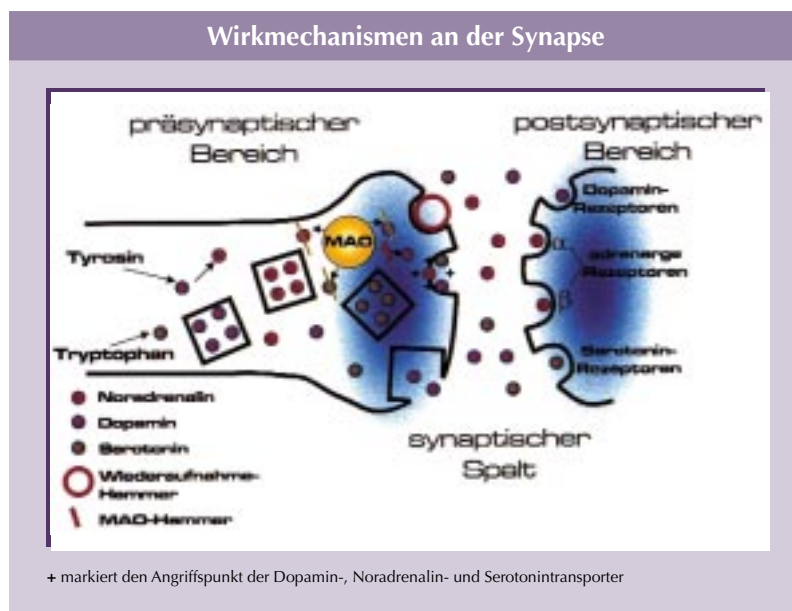 Wirkmechanismen an der Synapse
präsynaptischer
Bereich
postsynaptischer
Bereich
Dopamin-
Rezeptoren
MAO
α
Tyrosin
adrenerge
Rezeptoren
β
Tryptophan
Serotonin-
Rezeptoren
Noradrenalin
Dopamin
Serotonin
Wiederaufnahme-
Hemmer
MAO-Hemmer
synaptischer
Spalt
+ markiert den Angriffspunkt der Dopamin-, Noradrenalin- und Serotonintransporter